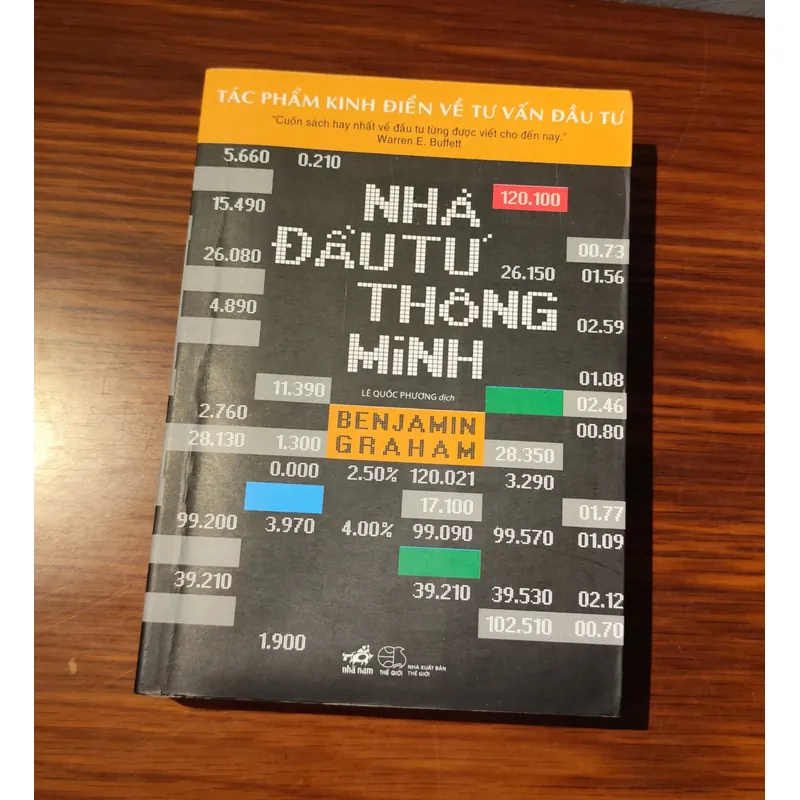 TÁC PHẨM KINH ĐIỂN VỀ TƯ VẤN ĐẦU TƯ
"Cuốn sách hay nhất về đầu tư từng được viết cho đến nay."
Warren E. Buffett
5.660 0.210
120.100
15.490
NHÀ
ĐẦU TƯ
THÔNG
MINH
00.73
26.080
26.150 01.56
4.890
02.59
01.08
11.390
LÊ QUỐC PHƯƠNG dịch
02.46
2.760
BENJAMIN
GRAHAM
00.80
28.130 1.300
28.350
0.000 2.50% 120.021 3.290
17.100 01.77
99.200 3.970 4.00% 99.090 99.570 01.09
39.210 39.210 39.530 02.12
102.510 00.70
1.900
nhã nam
THẾ GIỚI
NHÀ XUẤT BẢN
THẾ GIỚI